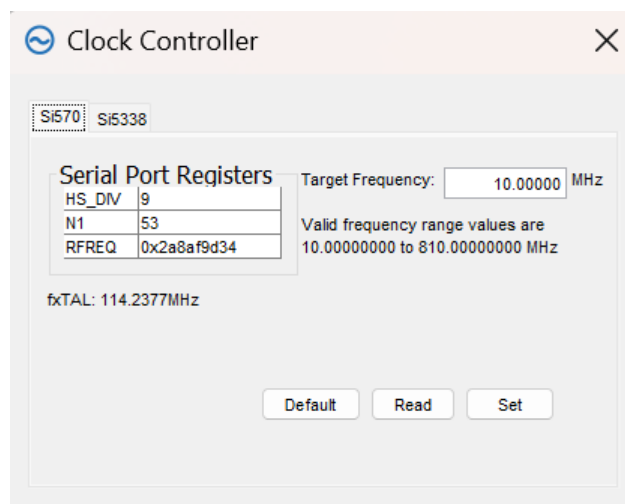 Clock Controller
Si570 Si5338
Serial Port Registers
HS_DIV 9
N1 53
RFREQ 0x2a8af9d34
Target Frequency: 10.00000 MHz
Valid frequency range values are
10.00000000 to 810.00000000 MHz
fxTAL: 114.2377MHz
Default Read Set